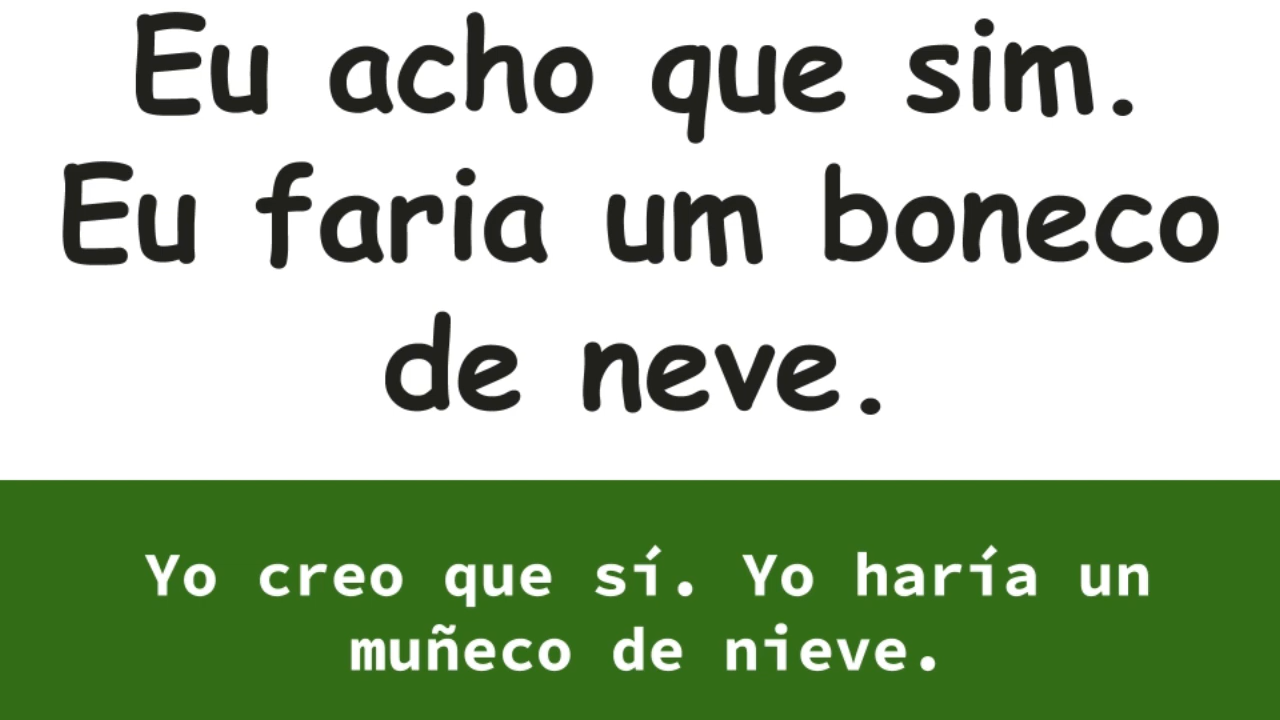 Eu acho que sim.
Eu faria um boneco
de neve.
Yo creo que sí. Yo haría un
muñeco de nieve.